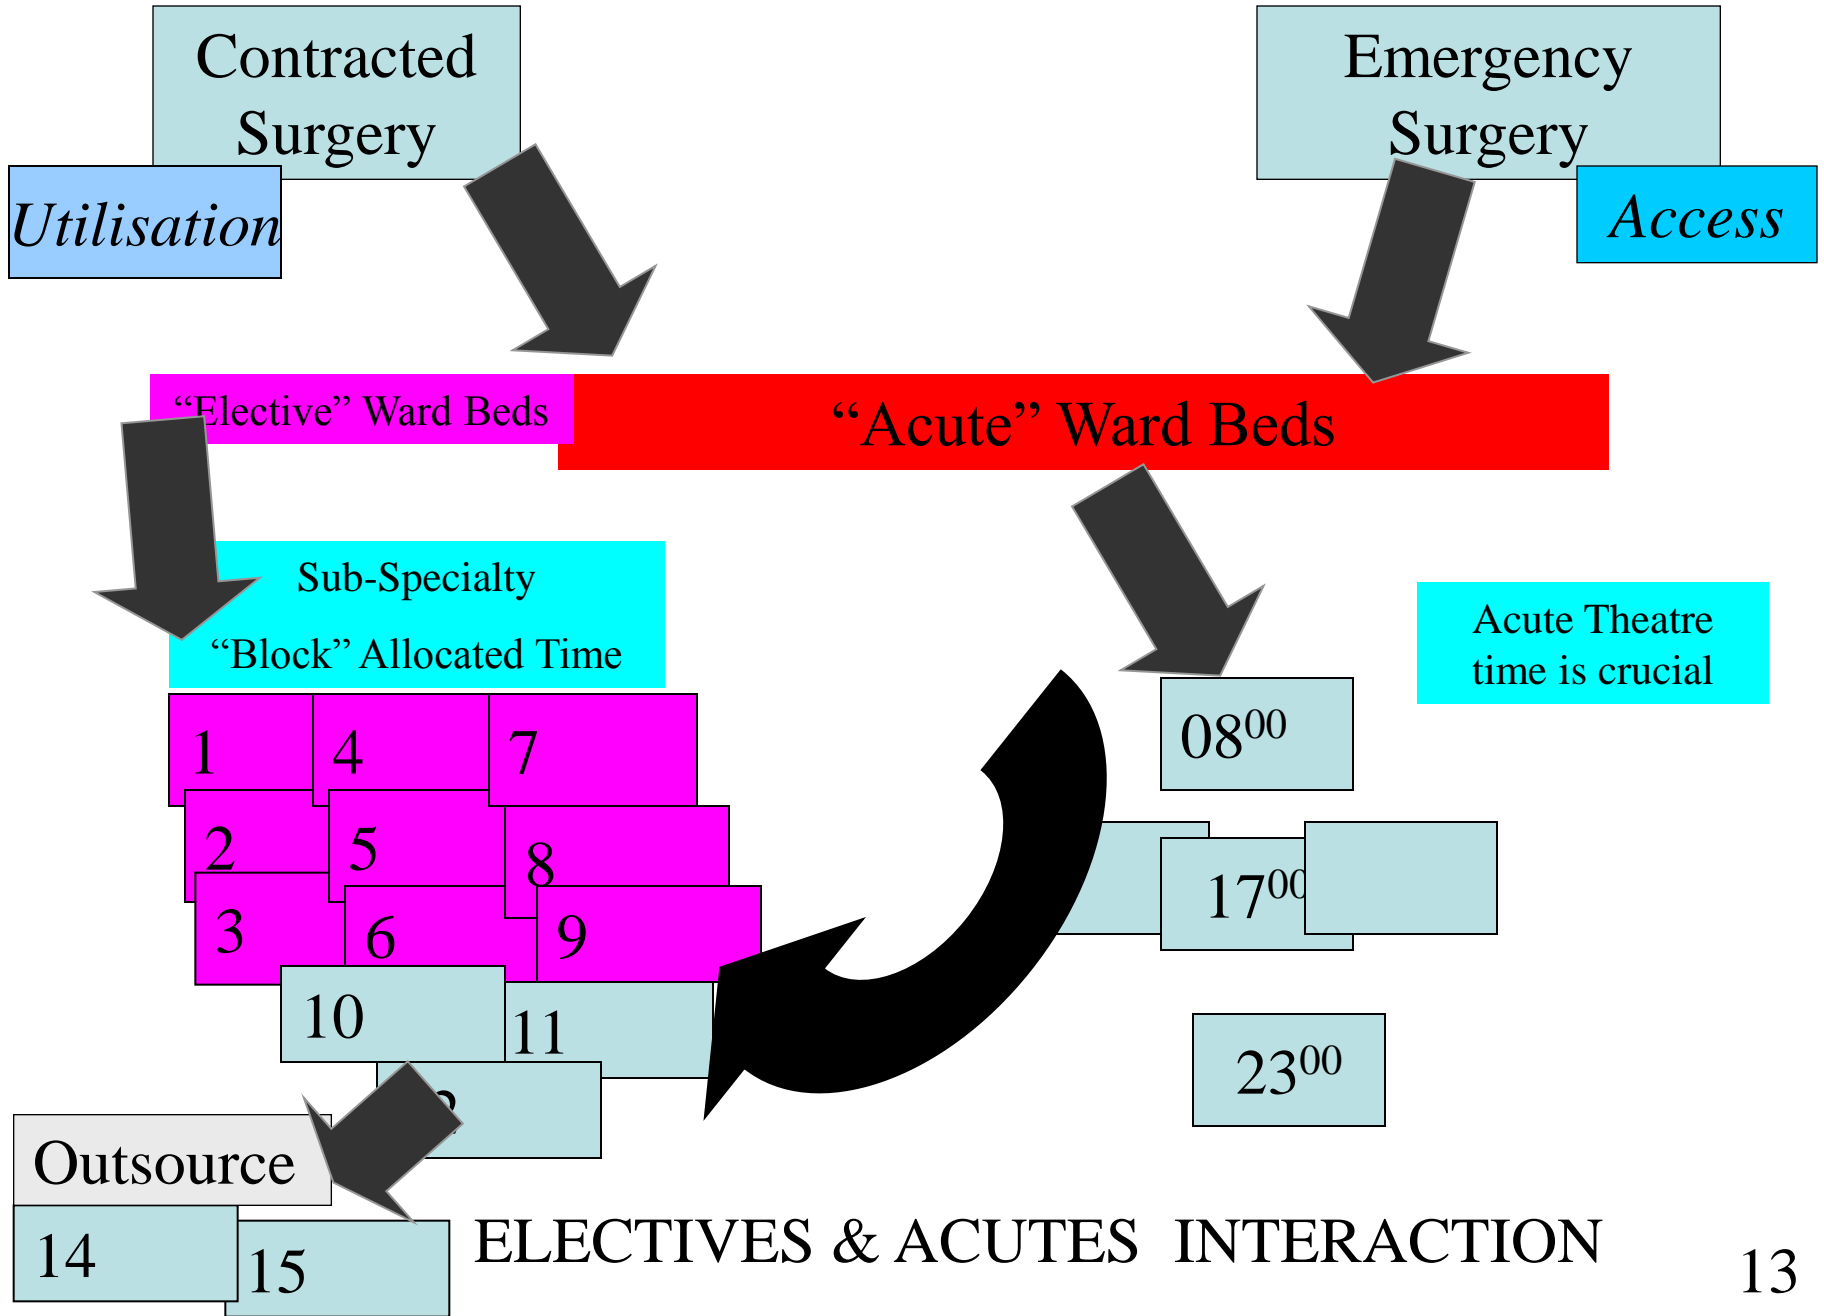 Contracted
Surgery
Emergency
Surgery
Utilisation
Access
“Elective” Ward Beds
“Acute” Ward Beds
Sub-Specialty
“Block” Allocated Time
Acute Theatre
time is crucial
1
4
7
08⁰⁰
2
5
8
17⁰⁰
3
6
9
10
11
23⁰⁰
Outsource
14
15
ELECTIVES & ACUTES INTERACTION
13